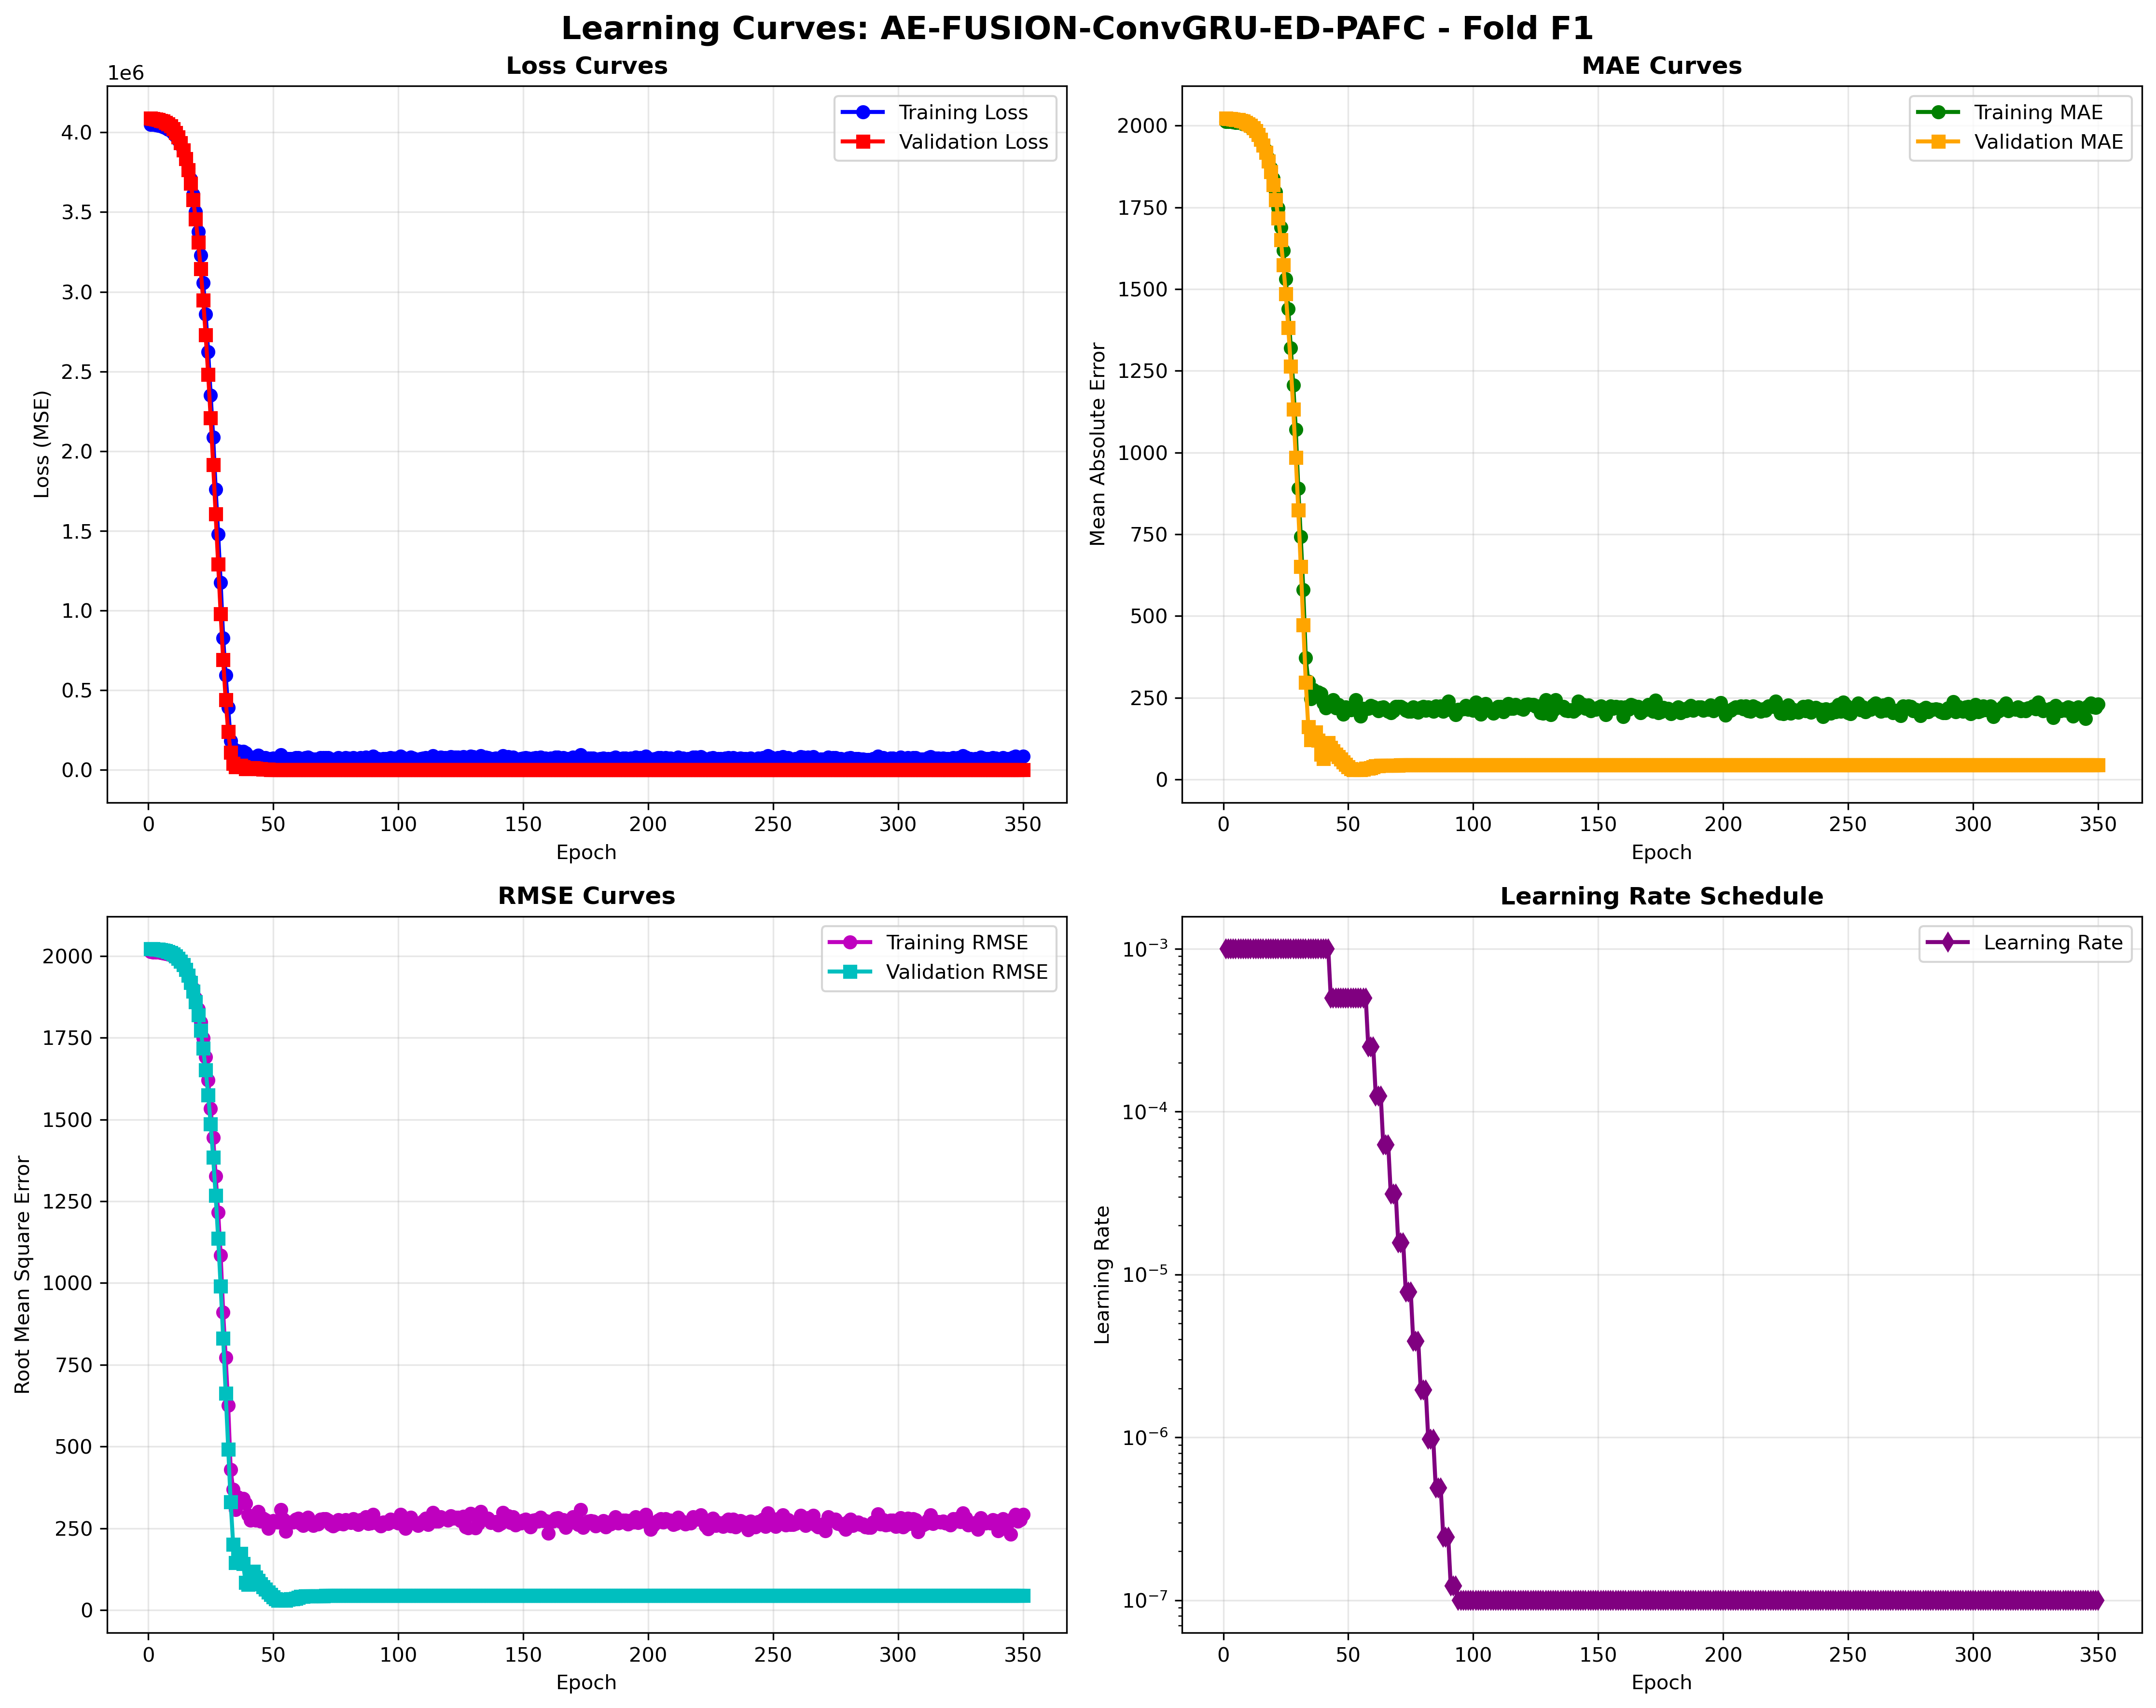 Learning Curves: AE-FUSION-ConvGRU-ED-PAFC - Fold F1
Loss Curves
1e6
Training Loss
Validation Loss
4.0
3.5
3.0
2.5
2.0
1.5
1.0
0.5
0.0
Loss (MSE)
0 50 100 150 200 250 300 350
Epoch
MAE Curves
Training MAE
Validation MAE
2000
1750
1500
1250
1000
750
500
250
0
Mean Absolute Error
0 50 100 150 200 250 300 350
Epoch
RMSE Curves
Training RMSE
Validation RMSE
2000
1750
1500
1250
1000
750
500
250
0
Root Mean Square Error
0 50 100 150 200 250 300 350
Epoch
Learning Rate Schedule
Learning Rate
10⁻³
10⁻⁴
10⁻⁵
10⁻⁶
10⁻⁷
Learning Rate
0 50 100 150 200 250 300 350
Epoch